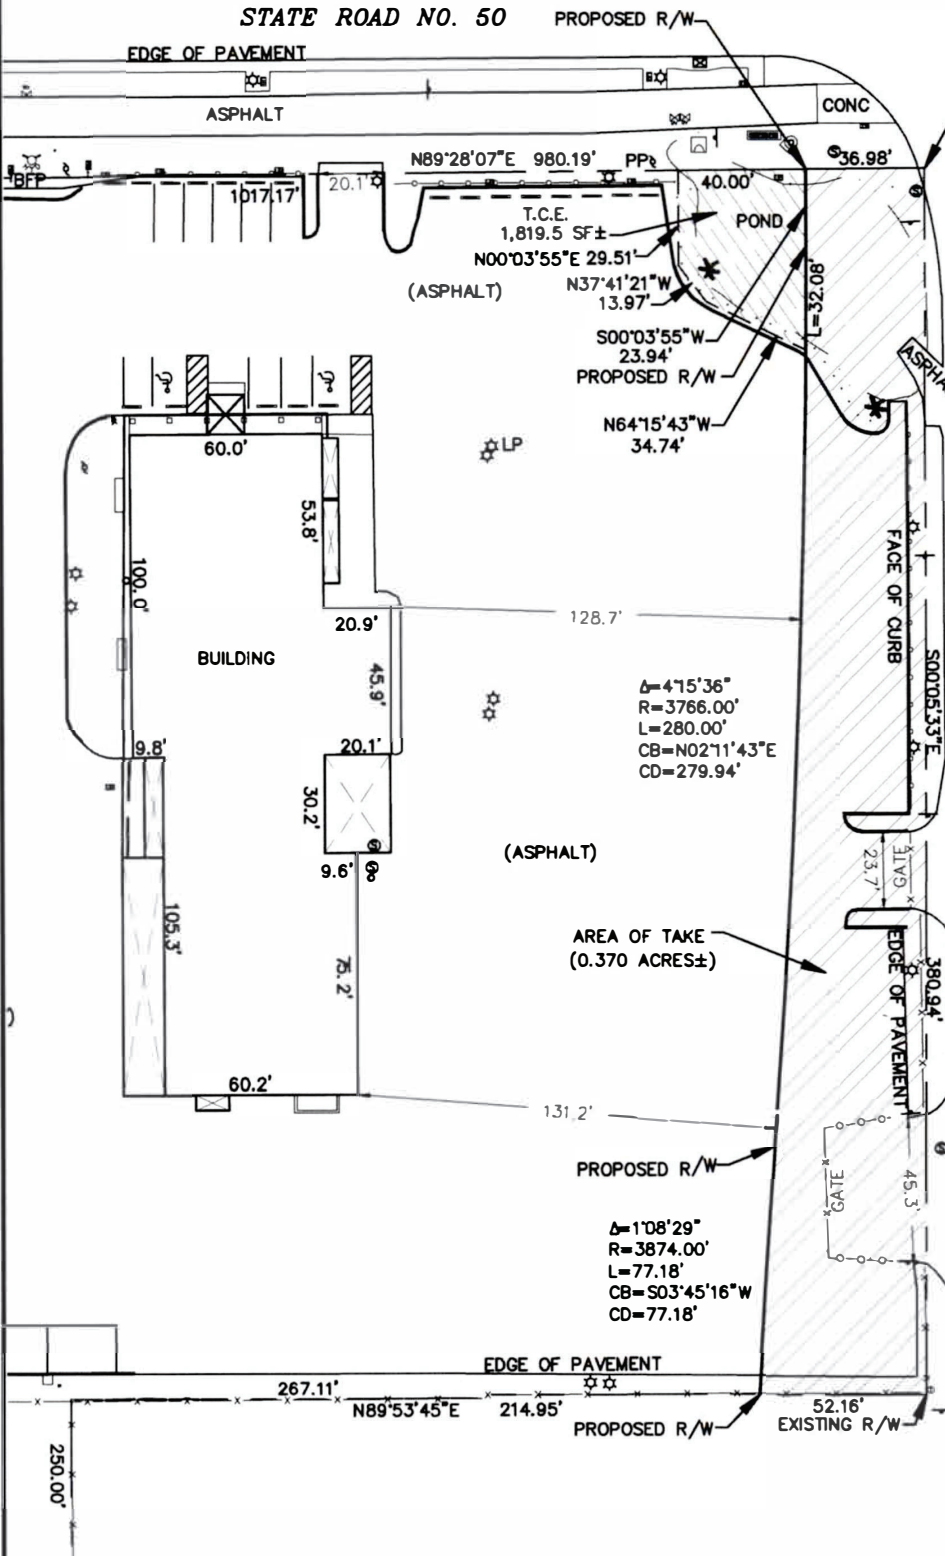 STATE ROAD NO. 50
PROPOSED R/W
EDGE OF PAVEMENT
ASPHALT
CONC
BFP
1017.17'
20.1'
N89°28'07"E 980.19'
PP
36.98'
40.00'
T.C.E.
1,819.5 SF±
POND
N00°03'55"E 29.51'
(ASPHALT)
N37°41'21"W
13.97'
L=32.08'
S00°03'55"W
23.94'
PROPOSED R/W
ASPHA
N64°15'43"W
34.74'
60.0'
LP
53.8'
100.0'
FACE OF CURB
20.9'
128.7'
BUILDING
45.9'
S00°05'33"E
Δ=4°15'36"
R=3766.00'
L=280.00'
CB=N02°11'43"E
CD=279.94'
9.8'
20.1'
30.2'
(ASPHALT)
9.6'
23.7'
GATE
105.3'
75.2'
AREA OF TAKE
(0.370 ACRES±)
EDGE OF PAVEMENT
380.94'
60.2'
131.2'
PROPOSED R/W
GATE
45.3'
Δ=1°08'29"
R=3874.00'
L=77.18'
CB=S03°45'16"W
CD=77.18'
EDGE OF PAVEMENT
267.11'
N89°53'45"E 214.95'
52.16'
PROPOSED R/W
EXISTING R/W
250.00'